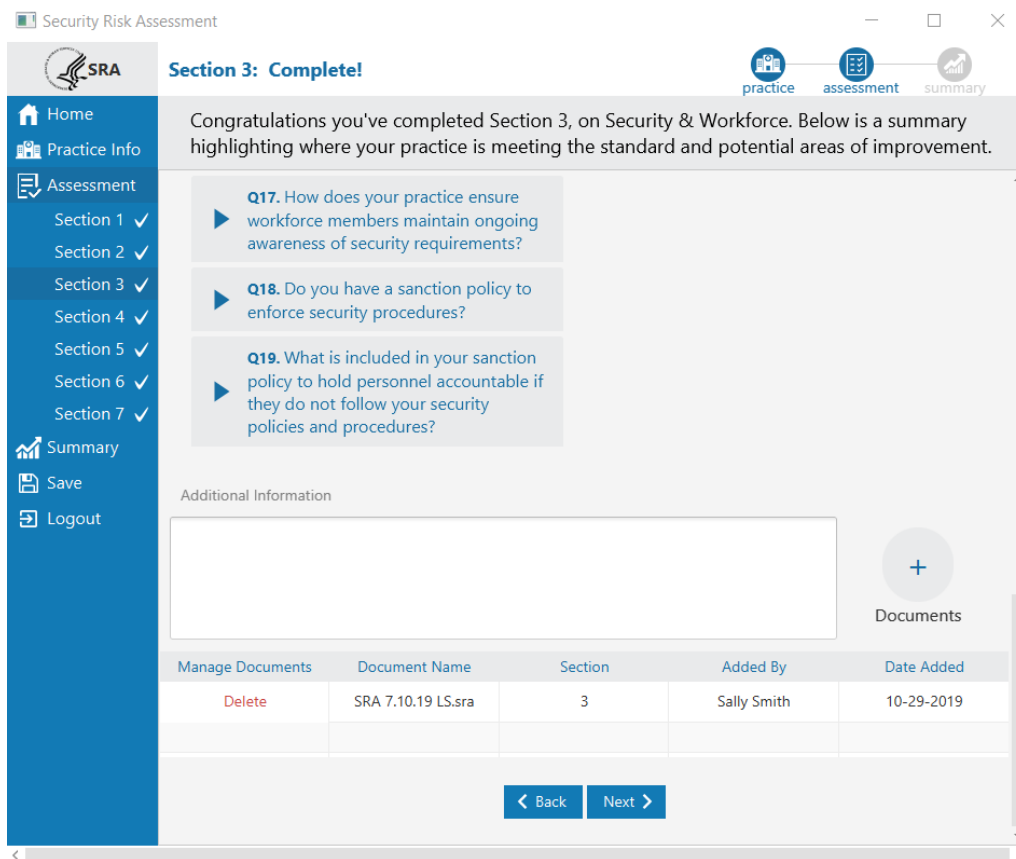 Security Risk Assessment
SRA
Section 3: Complete!
practice
assessment
summary
Home
Practice Info
Assessment
Section 1
Section 2
Section 3
Section 4
Section 5
Section 6
Section 7
Summary
Save
Logout
Congratulations you've completed Section 3, on Security & Workforce. Below is a summary
highlighting where your practice is meeting the standard and potential areas of improvement.
Q17. How does your practice ensure
workforce members maintain ongoing
awareness of security requirements?
Q18. Do you have a sanction policy to
enforce security procedures?
Q19. What is included in your sanction
policy to hold personnel accountable if
they do not follow your security
policies and procedures?
Additional Information
Documents
Manage Documents Document Name Section Added By Date Added
Delete SRA 7.10.19 LS.sra 3 Sally Smith 10-29-2019
Back Next